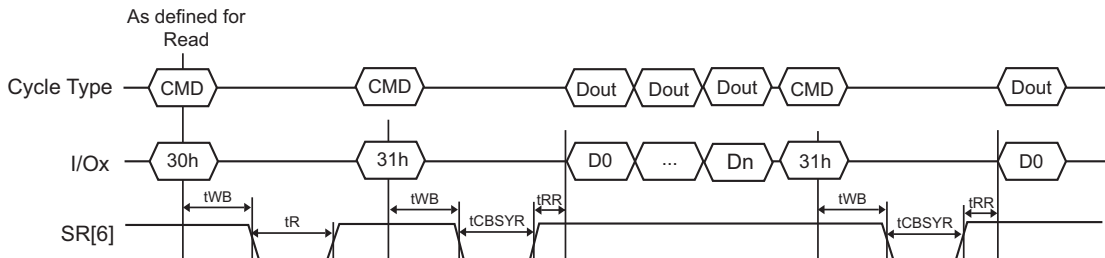 As defined for
Read
Cycle Type CMD CMD Dout Dout Dout CMD Dout
I/Ox 30h 31h D0 ... Dn 31h D0
tWB tWB tRR tWB tRR
tR tCBSYR tCBSYR
SR[6]